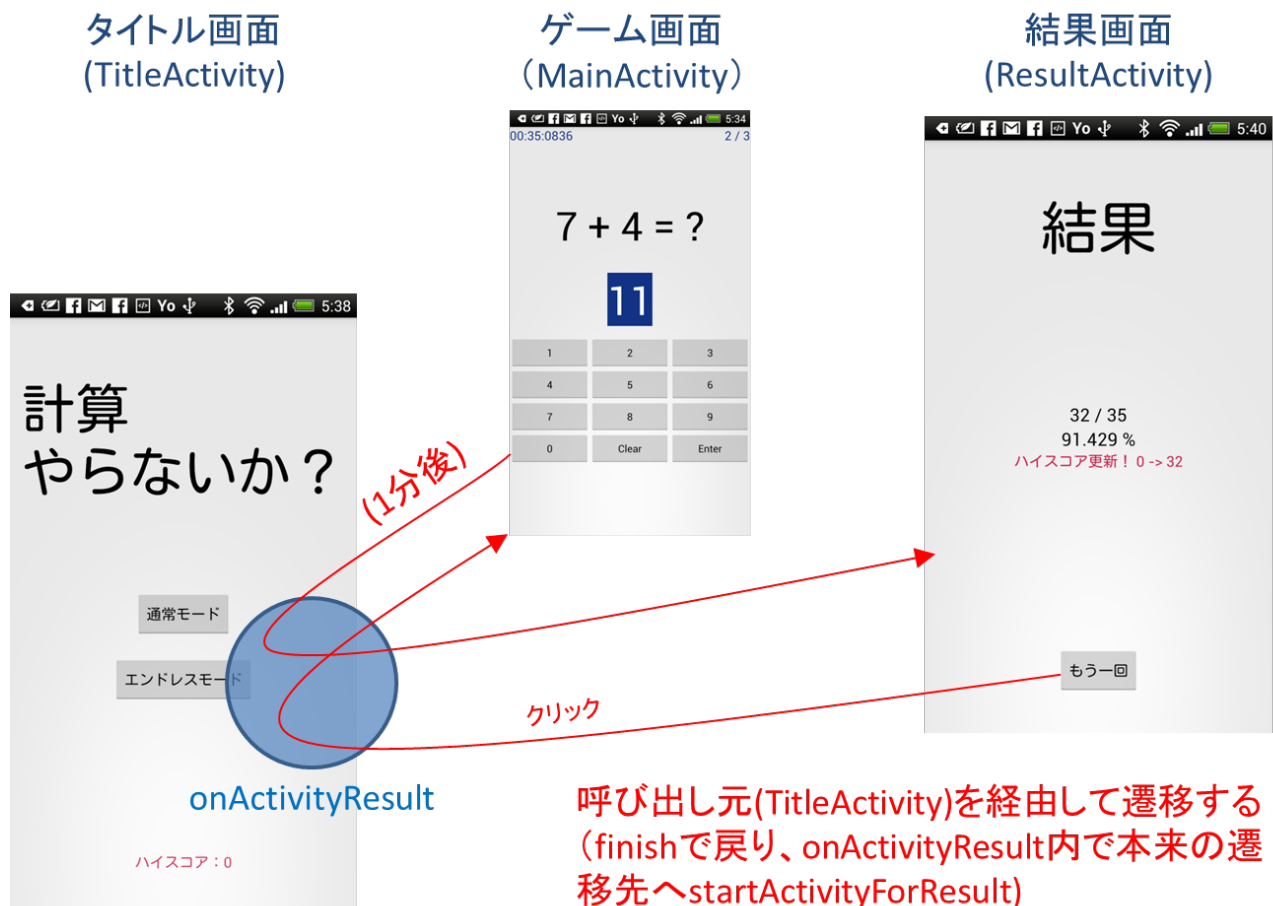 タイトル画面
(TitleActivity)
ゲーム画面
（MainActivity）
結果画面
(ResultActivity)
Yo 5:38
計算
やらないか？
通常モード
エンドレスモード
ハイスコア：0
Yo 5:34
00:35:0836 2 / 3
7 + 4 = ?
11
1 2 3
4 5 6
7 8 9
0 Clear Enter
Yo 5:40
結果
32 / 35
91.429 %
ハイスコア更新！ 0 -> 32
もう一回
(1分後)
クリック
onActivityResult
呼び出し元(TitleActivity)を経由して遷移する
（finishで戻り、onActivityResult内で本来の遷
移先へstartActivityForResult)